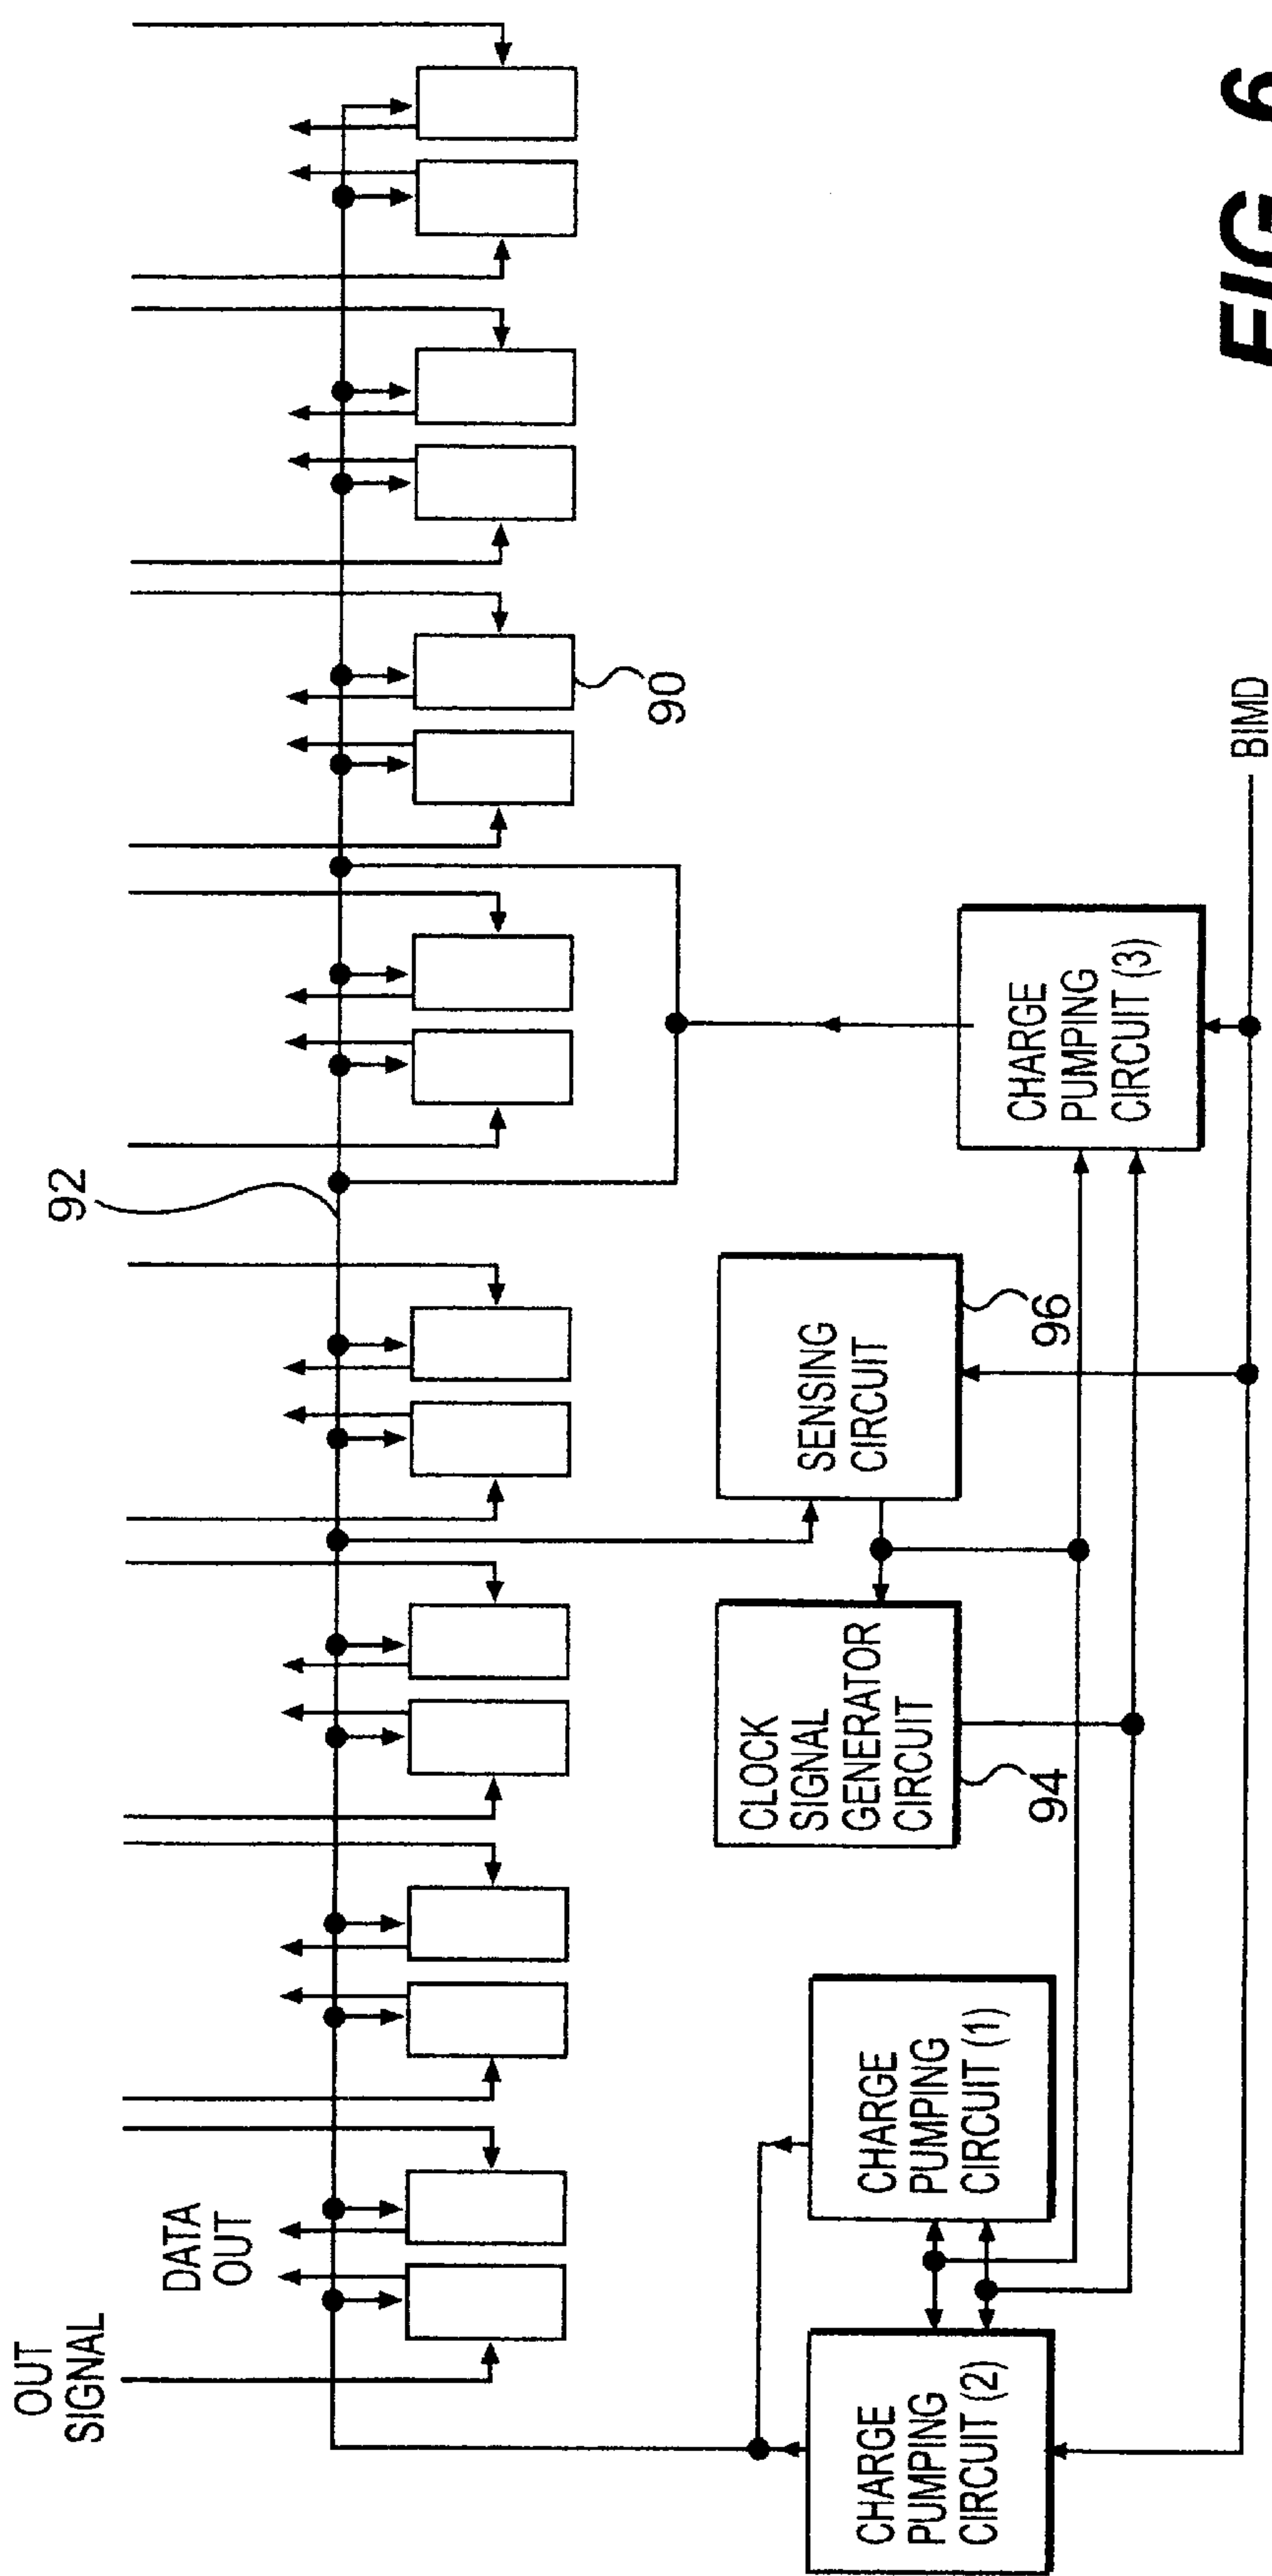 OUT
SIGNAL
DATA
OUT
92
90
CHARGE
PUMPING
CIRCUIT (2)
CHARGE
PUMPING
CIRCUIT (1)
CLOCK
SIGNAL
GENERATOR
CIRCUIT
94
SENSING
CIRCUIT
96
CHARGE
PUMPING
CIRCUIT (3)
BIMD
FIG. 6